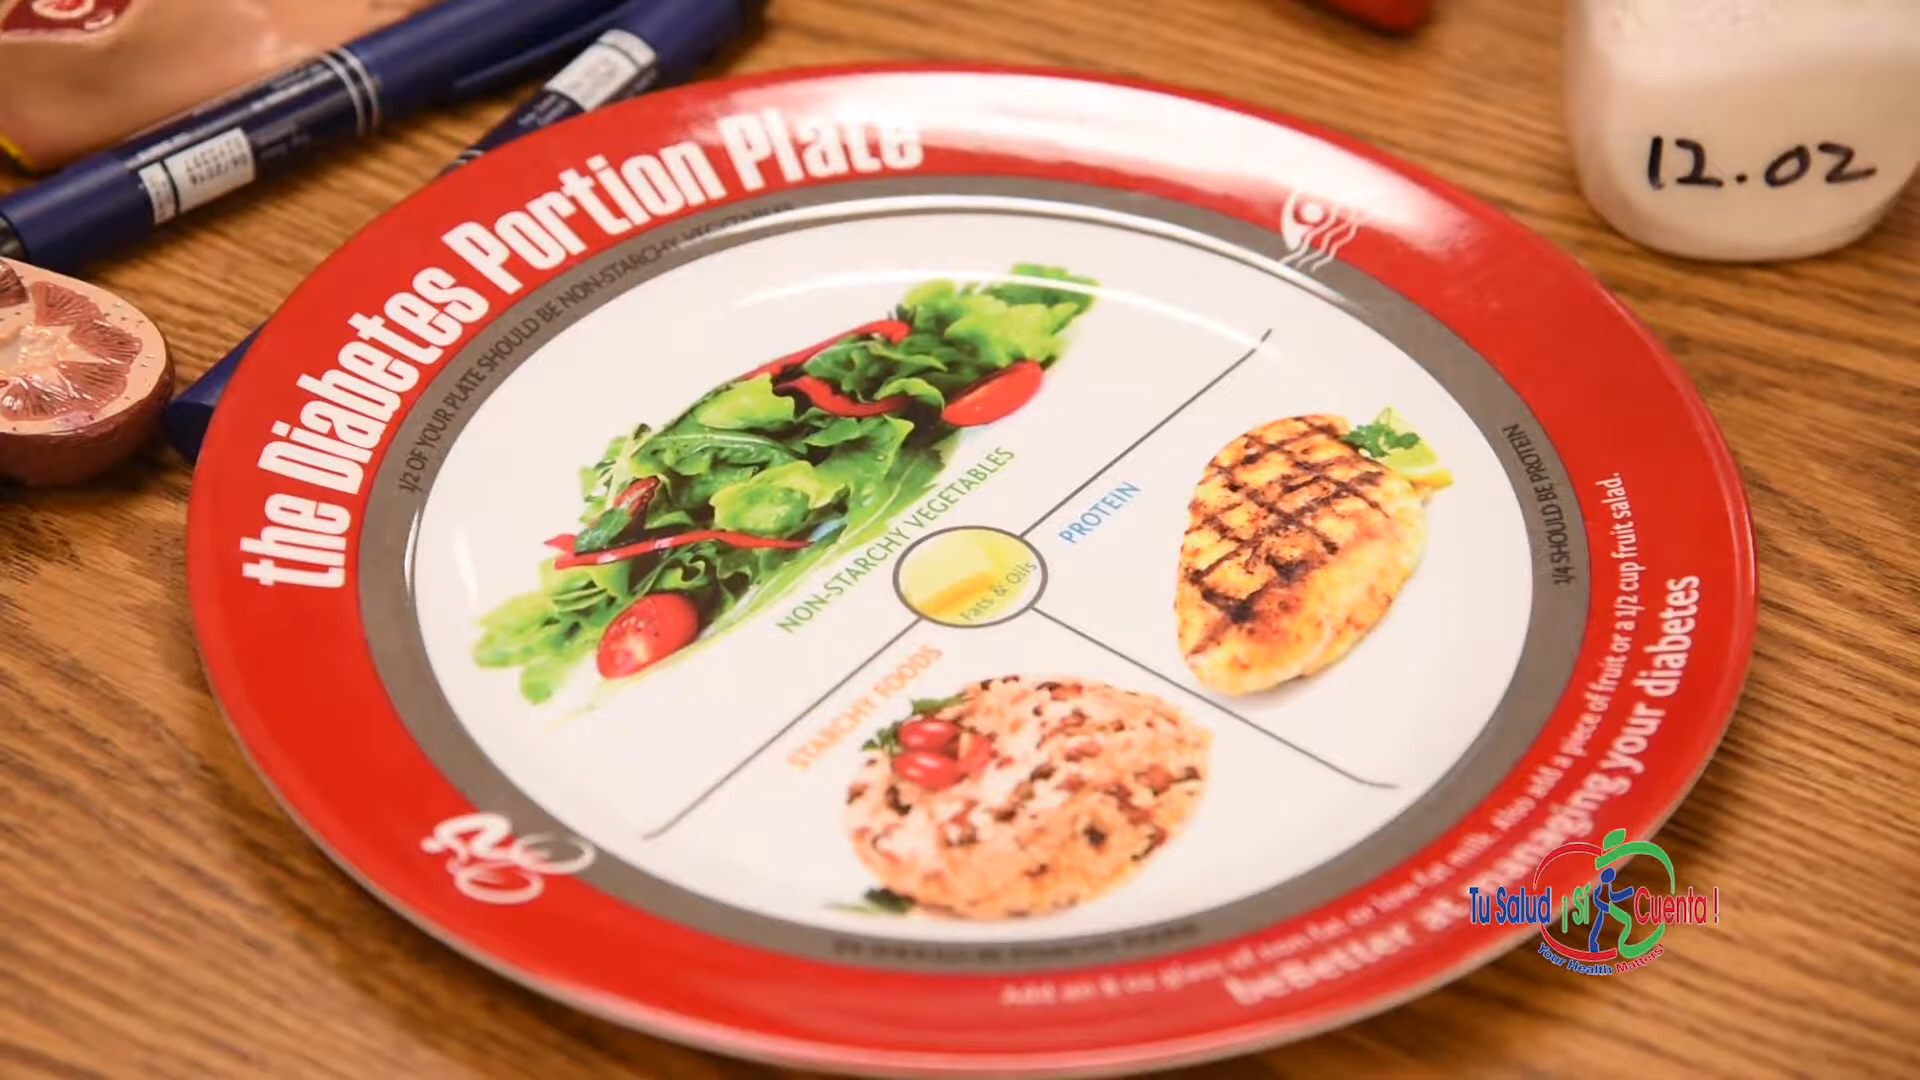 the Diabetes Portion Plate
1/2 OF YOUR PLATE SHOULD BE NON-STARCHY VEGETABLES
12.02
NON-STARCHY VEGETABLES
PROTEIN
Fats & Oils
STARCHY FOODS
1/4 SHOULD BE PROTEIN
Add an 8 oz glass of non fat or low fat milk. Also add a piece of fruit or a 1/2 cup fruit salad.
beBetter at managing your diabetes
Tu Salud ¡Sí Cuenta!
Your Health Matters!